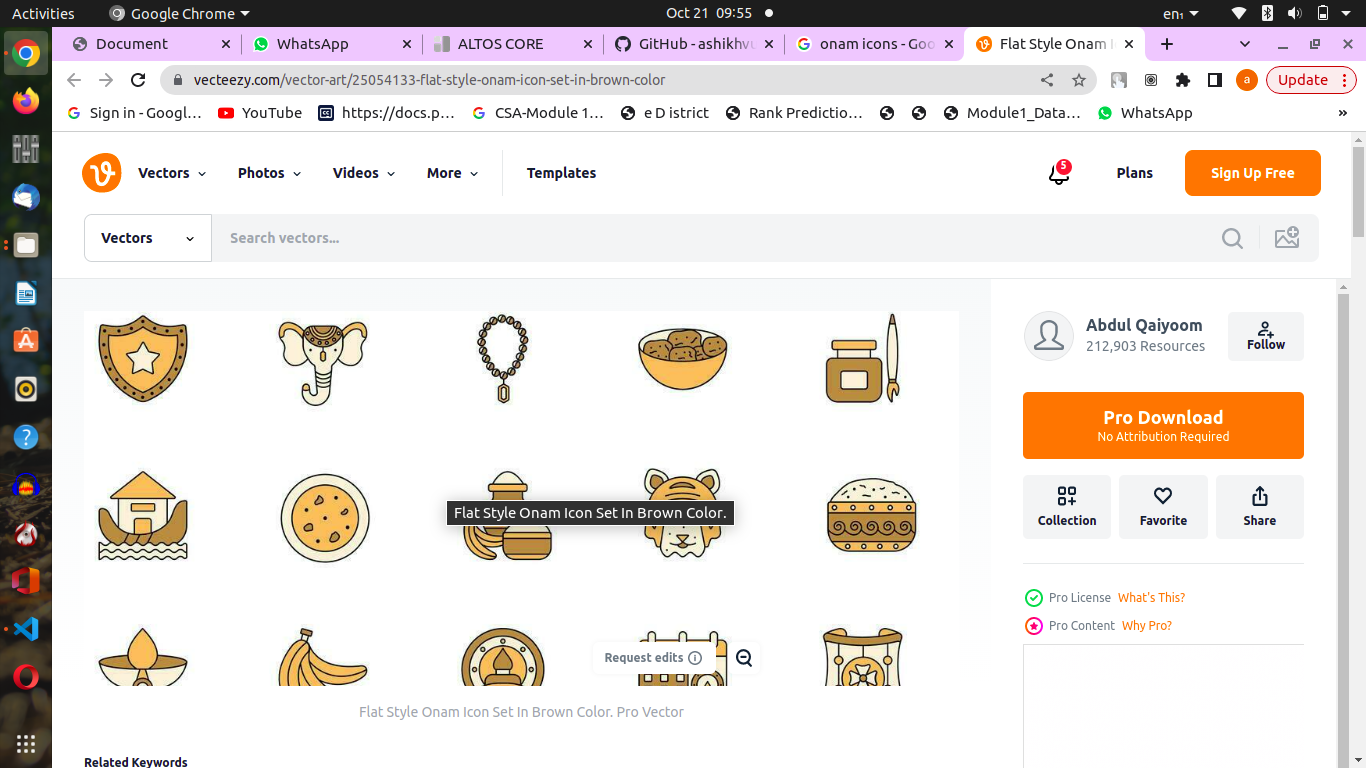 Activities Google Chrome Oct 21 09:55 en₁
Document WhatsApp ALTOS CORE GitHub - ashikhvu onam icons - Goo Flat Style Onam I
vecteezy.com/vector-art/25054133-flat-style-onam-icon-set-in-brown-color a Update
Sign in - Googl... YouTube https://docs.p... CSA-Module 1... e D istrict Rank Predictio... Module1_Data... WhatsApp »
Vectors Photos Videos More Templates 5 Plans Sign Up Free
Vectors Search vectors...
Abdul Qaiyoom
212,903 Resources
Follow
Pro Download
No Attribution Required
Collection Favorite Share
Flat Style Onam Icon Set In Brown Color.
Pro License What's This?
Pro Content Why Pro?
Request edits
Flat Style Onam Icon Set In Brown Color. Pro Vector
Related Keywords